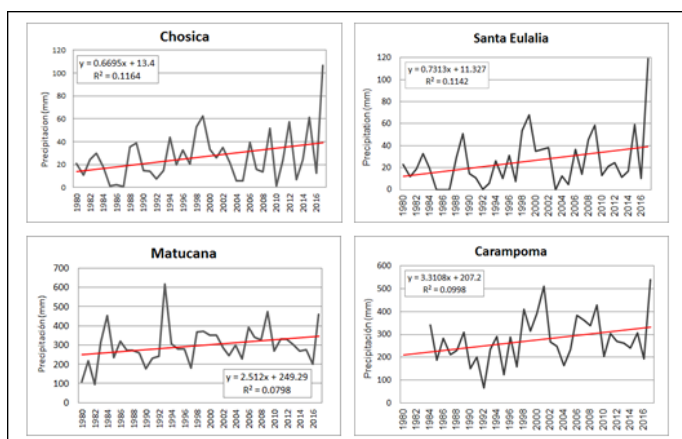 Chosica
Precipitacion (mm)
120
100
80
60
40
20
0
y = 0.6695x + 13.4
R² = 0.1164
1980 1982 1984 1986 1988 1990 1992 1994 1996 1998 2000 2002 2004 2006 2008 2010 2012 2014 2016
Santa Eulalia
Precipitation (mm)
120
100
80
60
40
20
0
y = 0.7313x + 11.327
R² = 0.1142
1980 1982 1984 1986 1988 1990 1992 1994 1996 1998 2000 2002 2004 2006 2008 2010 2012 2014 2016
Matucana
Precipitación (mm)
700
600
500
400
300
200
100
0
y = 2.512x + 249.29
R² = 0.0798
1980 1982 1984 1986 1988 1990 1992 1994 1996 1998 2000 2002 2004 2006 2008 2010 2012 2014 2016
Carampoma
Precipitación (mm)
600
500
400
300
200
100
0
y = 3.3108x + 207.2
R² = 0.0998
1980 1982 1984 1986 1988 1990 1992 1994 1996 1998 2000 2002 2004 2006 2008 2010 2012 2014 2016